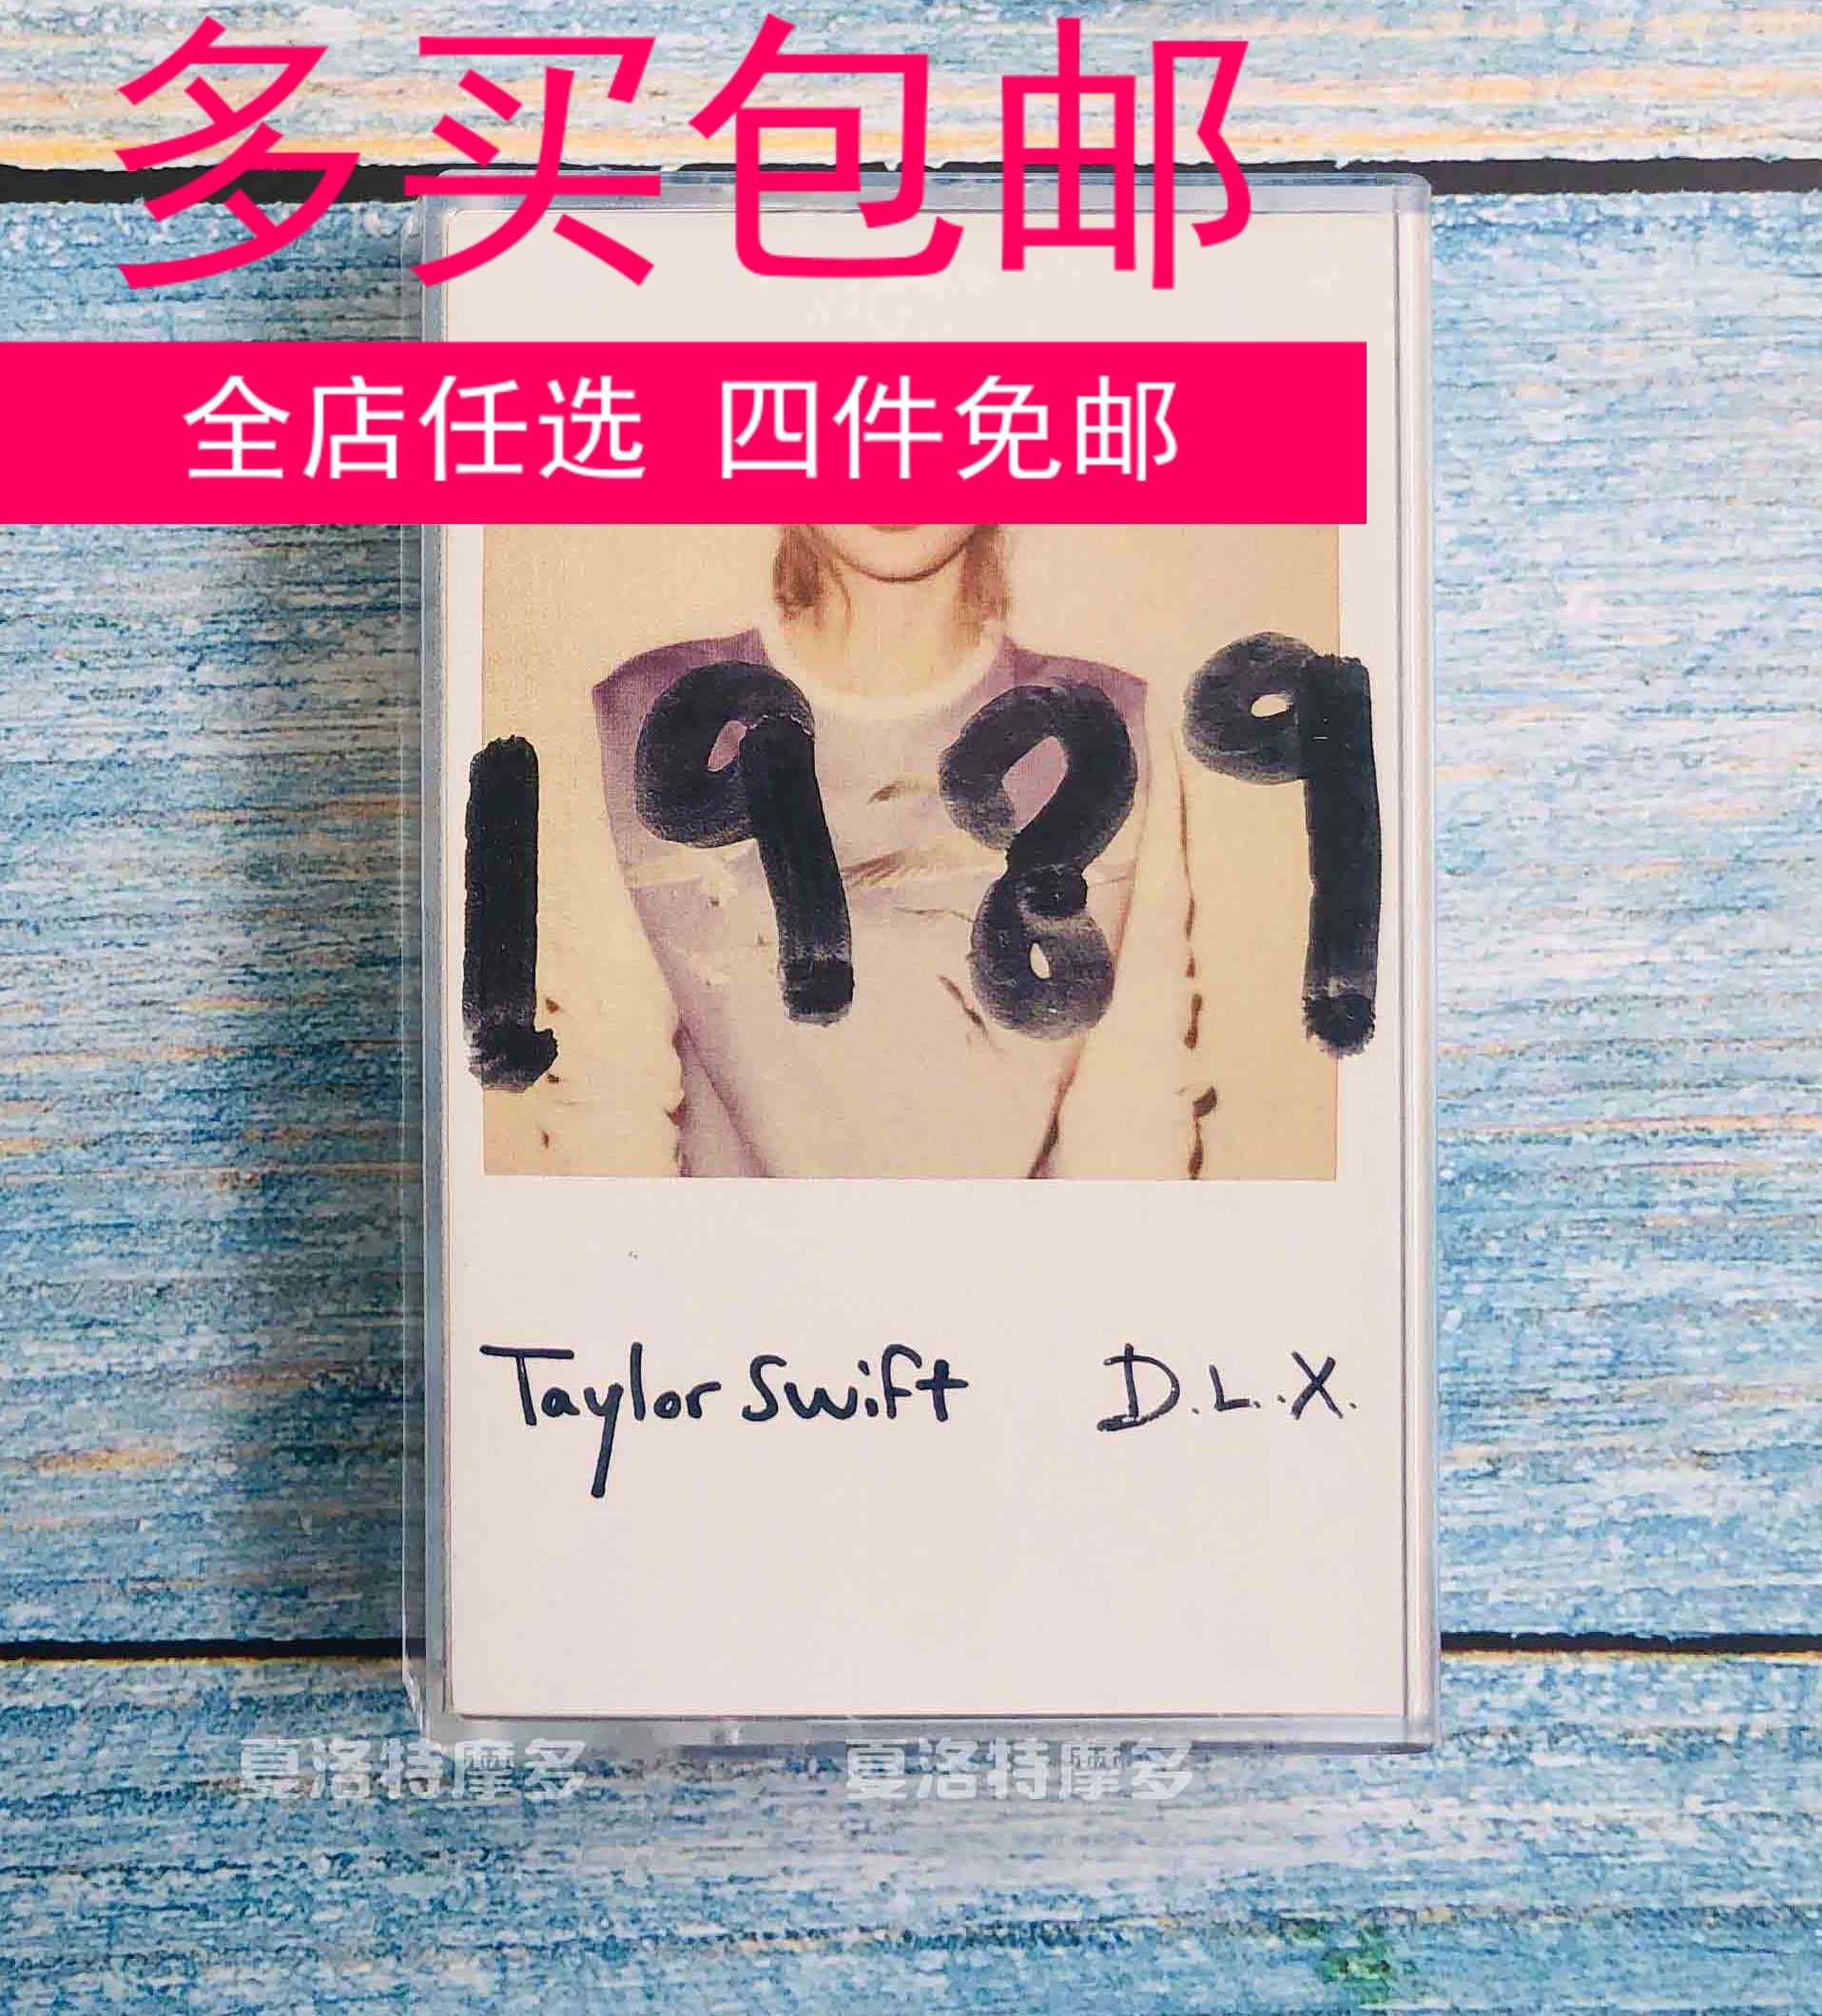 多买包邮
全店任选 四件免邮
1989
Taylor Swift D.L.X.
夏洛特摩多 夏洛特摩多